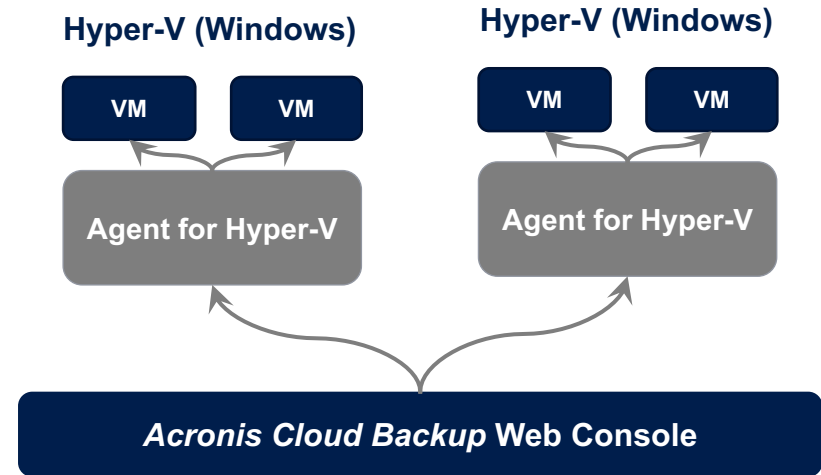 Hyper-V (Windows)
Hyper-V (Windows)
VM
VM
VM
VM
Agent for Hyper-V
Agent for Hyper-V
Acronis Cloud Backup Web Console